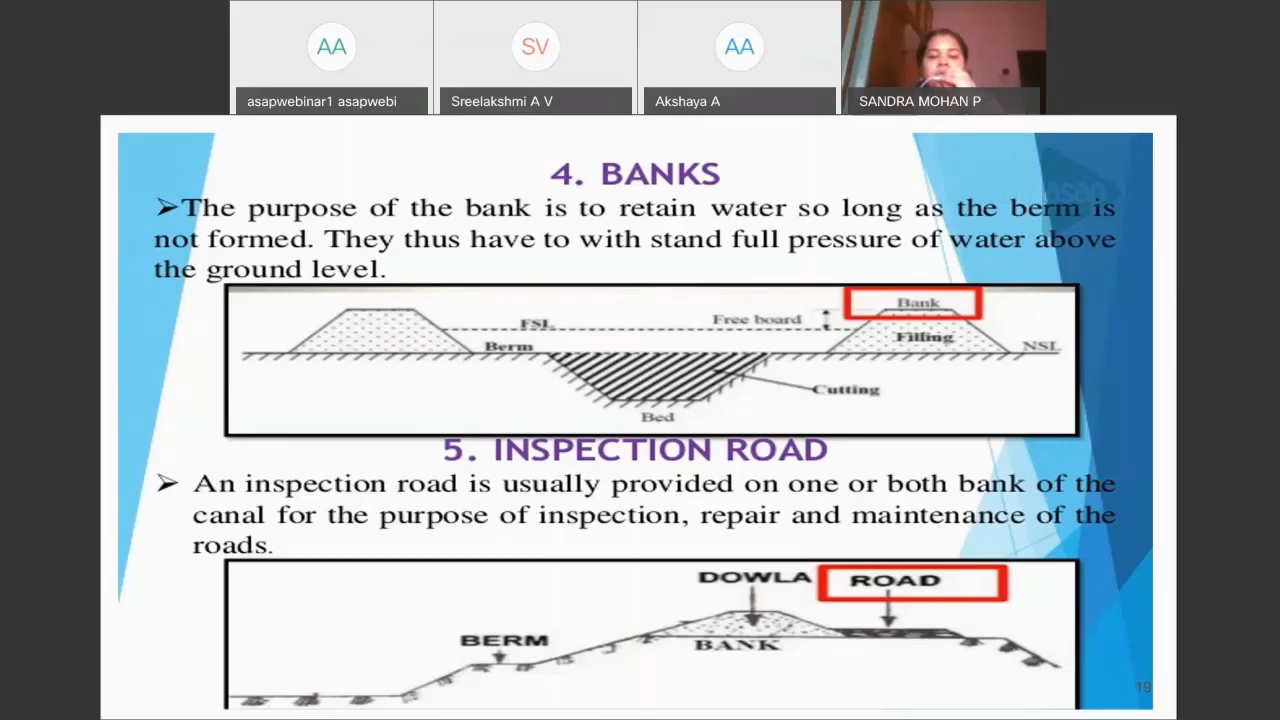 AA
SV
AA
asapwebinar1 asapwebi
Sreelakshmi A V
Akshaya A
SANDRA MOHAN P
4. BANKS
➢The purpose of the bank is to retain water so long as the berm is
not formed. They thus have to with stand full pressure of water above
the ground level.
Bank
FSL
Free board
Filling
Berm
NSL
Cutting
Bed
5. INSPECTION ROAD
➢ An inspection road is usually provided on one or both bank of the
canal for the purpose of inspection, repair and maintenance of the
roads.
DOWLA
ROAD
BERM
BANK
19